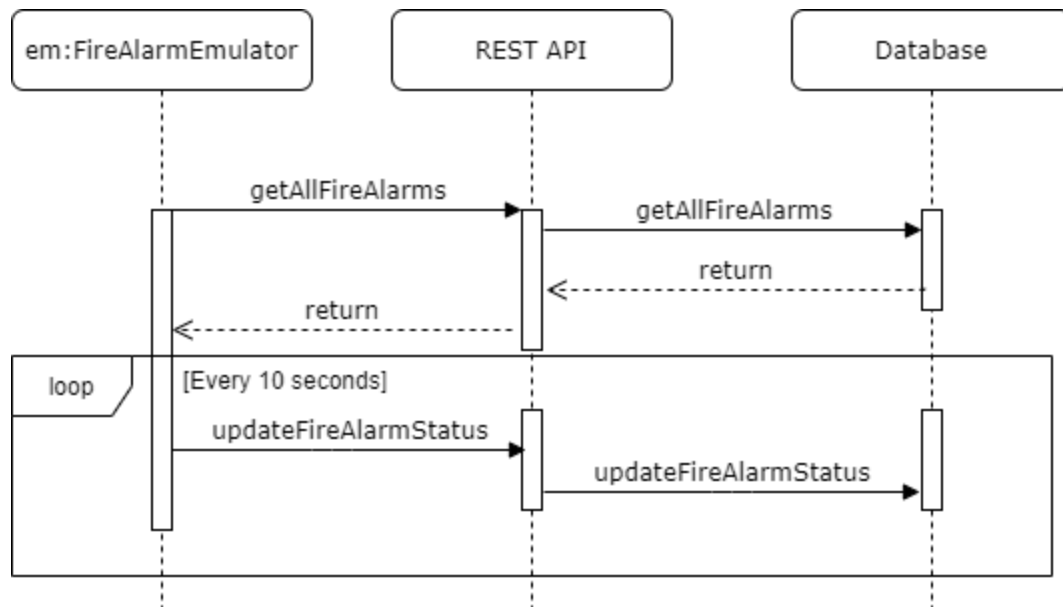 em:FireAlarmEmulator
REST API
Database
getAllFireAlarms
getAllFireAlarms
return
return
loop
[Every 10 seconds]
updateFireAlarmStatus
updateFireAlarmStatus